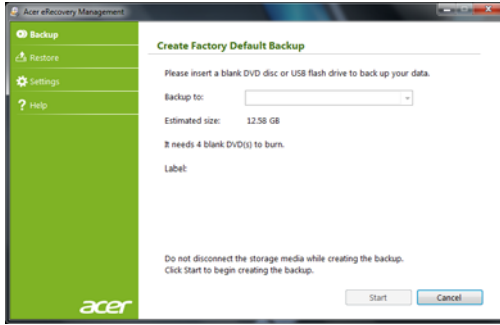 Acer eRecovery Management
Backup
Restore
Settings
? Help
Create Factory Default Backup
Please insert a blank DVD disc or USB flash drive to back up your data.
Backup to:
Estimated size: 12.58 GB
It needs 4 blank DVD(s) to burn.
Label:
Do not disconnect the storage media while creating the backup.
Click Start to begin creating the backup.
Start Cancel
acer